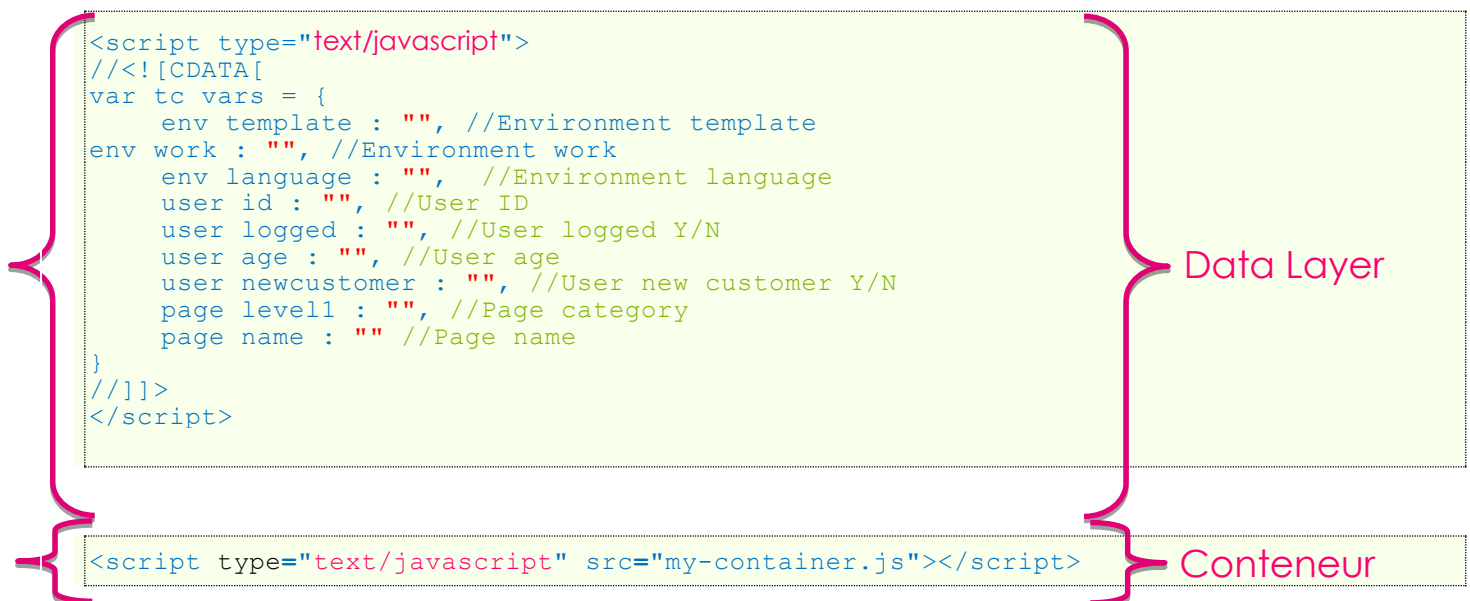 <script type="text/javascript">
//<![CDATA[
var tc vars = {
env template : "", //Environment template
env work : "", //Environment work
env language : "", //Environment language
user id : "", //User ID
user logged : "", //User logged Y/N
user age : "", //User age
user newcustomer : "", //User new customer Y/N
page level1 : "", //Page category
page name : "" //Page name
}
//]]>
</script>
Data Layer
<script type="text/javascript" src="my-container.js"></script>
Conteneur